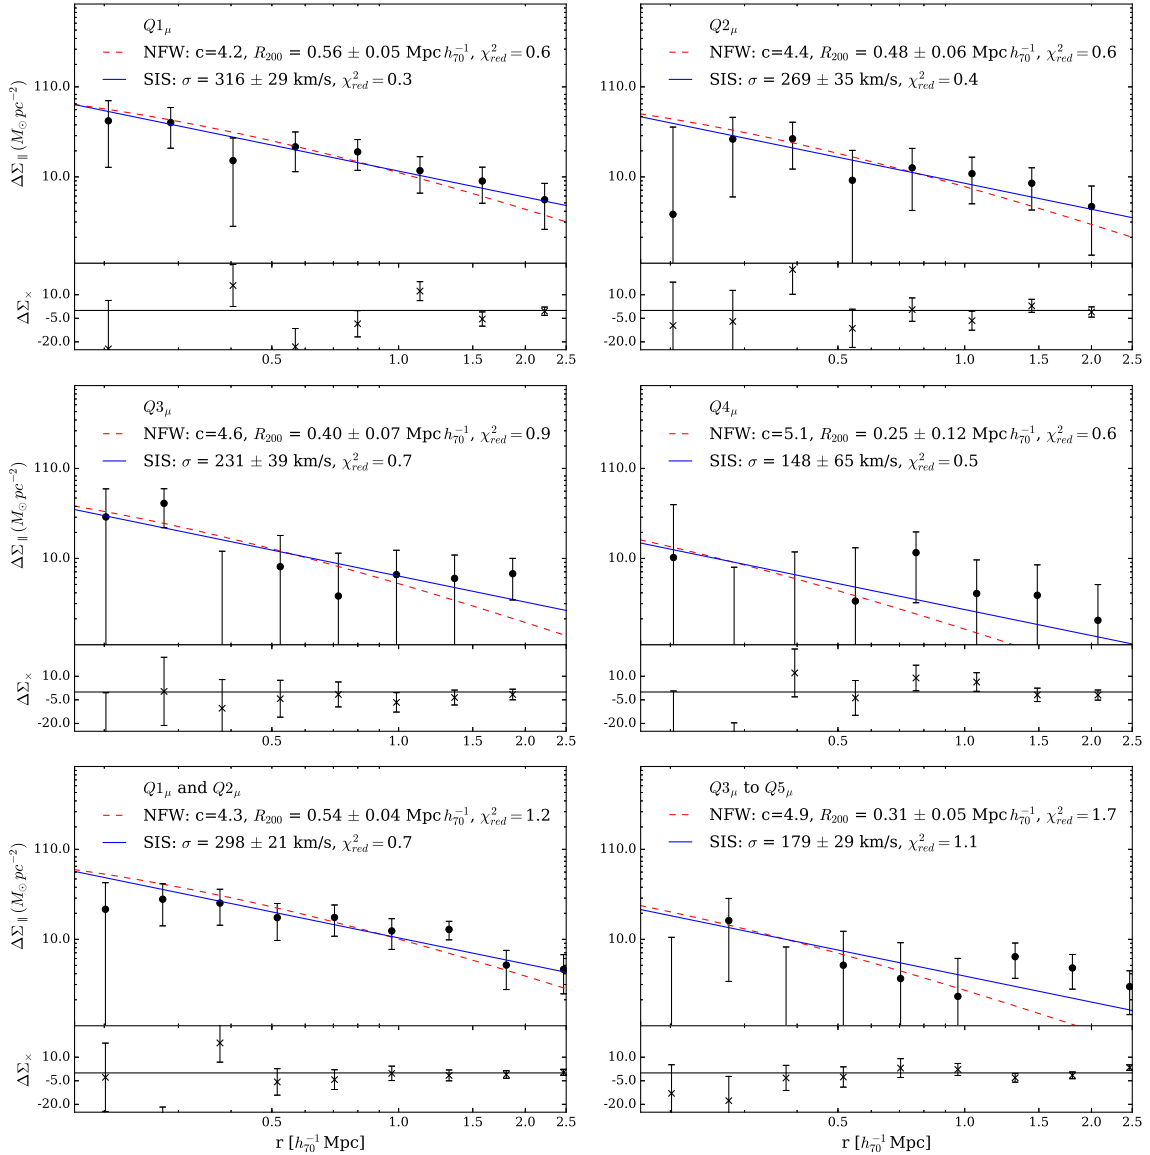 Q1μ
NFW: c=4.2, R200 = 0.56 ± 0.05 Mpc h70^−1, χ²red = 0.6
SIS: σ = 316 ± 29 km/s, χ²red = 0.3
110.0
10.0
ΔΣ∥ (M⊙ pc^−2)
10.0
-5.0
-20.0
ΔΣ×
0.5 1.0 1.5 2.0 2.5
Q2μ
NFW: c=4.4, R200 = 0.48 ± 0.06 Mpc h70^−1, χ²red = 0.6
SIS: σ = 269 ± 35 km/s, χ²red = 0.4
110.0
10.0
10.0
-5.0
-20.0
0.5 1.0 1.5 2.0 2.5
Q3μ
NFW: c=4.6, R200 = 0.40 ± 0.07 Mpc h70^−1, χ²red = 0.9
SIS: σ = 231 ± 39 km/s, χ²red = 0.7
110.0
10.0
ΔΣ∥ (M⊙ pc^−2)
10.0
-5.0
-20.0
ΔΣ×
0.5 1.0 1.5 2.0 2.5
Q4μ
NFW: c=5.1, R200 = 0.25 ± 0.12 Mpc h70^−1, χ²red = 0.6
SIS: σ = 148 ± 65 km/s, χ²red = 0.5
110.0
10.0
10.0
-5.0
-20.0
0.5 1.0 1.5 2.0 2.5
Q1μ and Q2μ
NFW: c=4.3, R200 = 0.54 ± 0.04 Mpc h70^−1, χ²red = 1.2
SIS: σ = 298 ± 21 km/s, χ²red = 0.7
110.0
10.0
ΔΣ∥ (M⊙ pc^−2)
10.0
-5.0
-20.0
ΔΣ×
0.5 1.0 1.5 2.0 2.5
r [h70^−1 Mpc]
Q3μ to Q5μ
NFW: c=4.9, R200 = 0.31 ± 0.05 Mpc h70^−1, χ²red = 1.7
SIS: σ = 179 ± 29 km/s, χ²red = 1.1
110.0
10.0
10.0
-5.0
-20.0
0.5 1.0 1.5 2.0 2.5
r [h70^−1 Mpc]